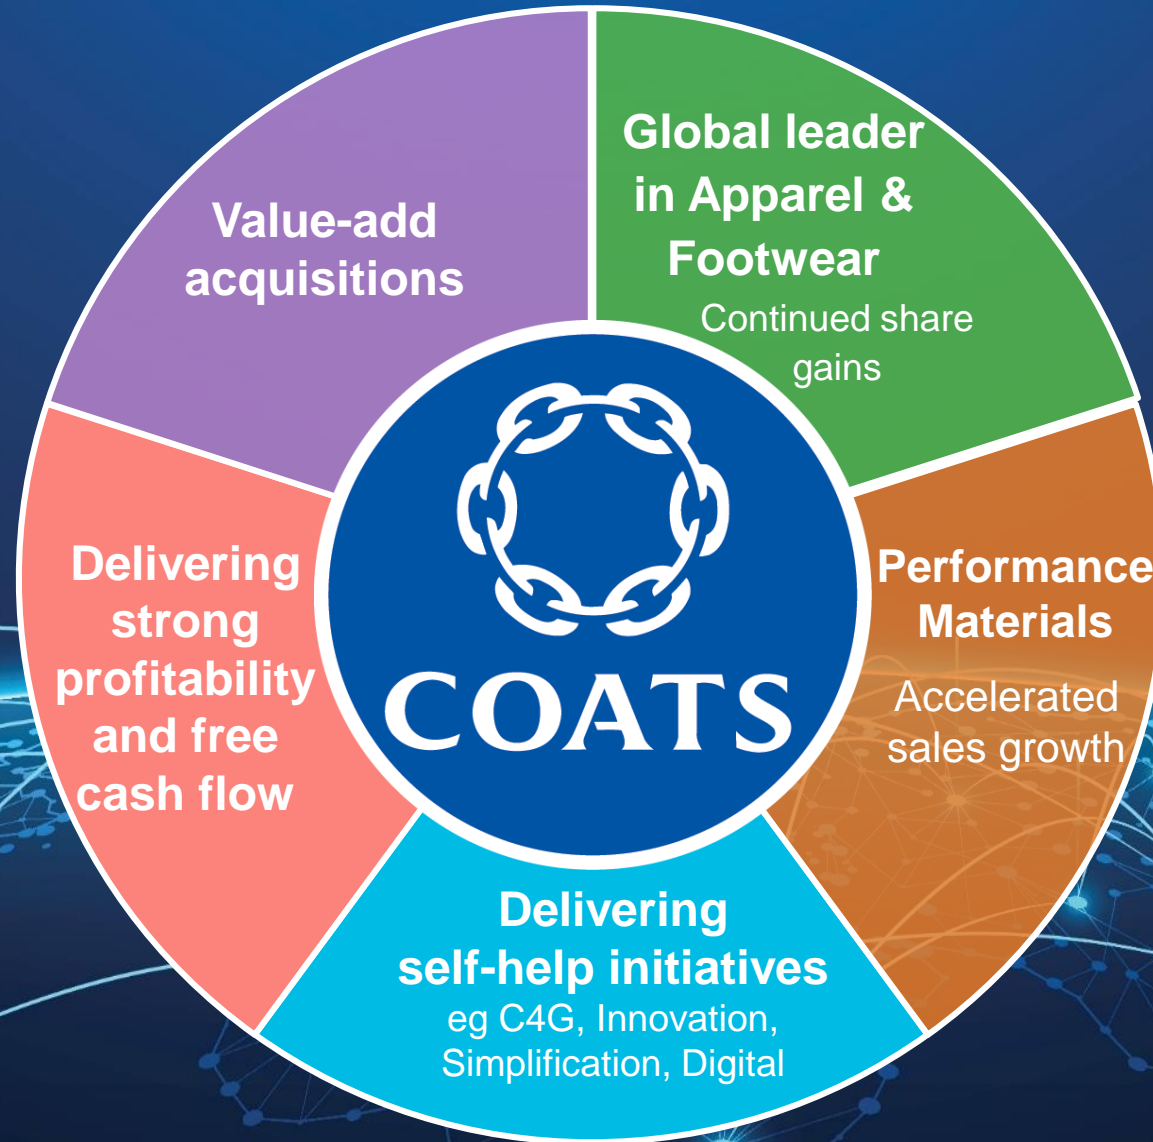 Global leader
in Apparel &
Footwear
Continued share
gains
Performance
Materials
Accelerated
sales growth
Delivering
self-help initiatives
eg C4G, Innovation,
Simplification, Digital
Delivering
strong
profitability
and free
cash flow
Value-add
acquisitions
COATS